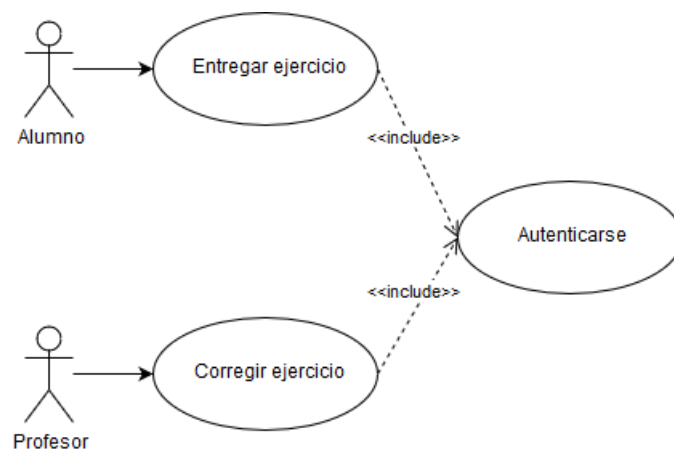 Entregar ejercicio
Alumno
<<include>>
Autenticarse
<<include>>
Corregir ejercicio
Profesor